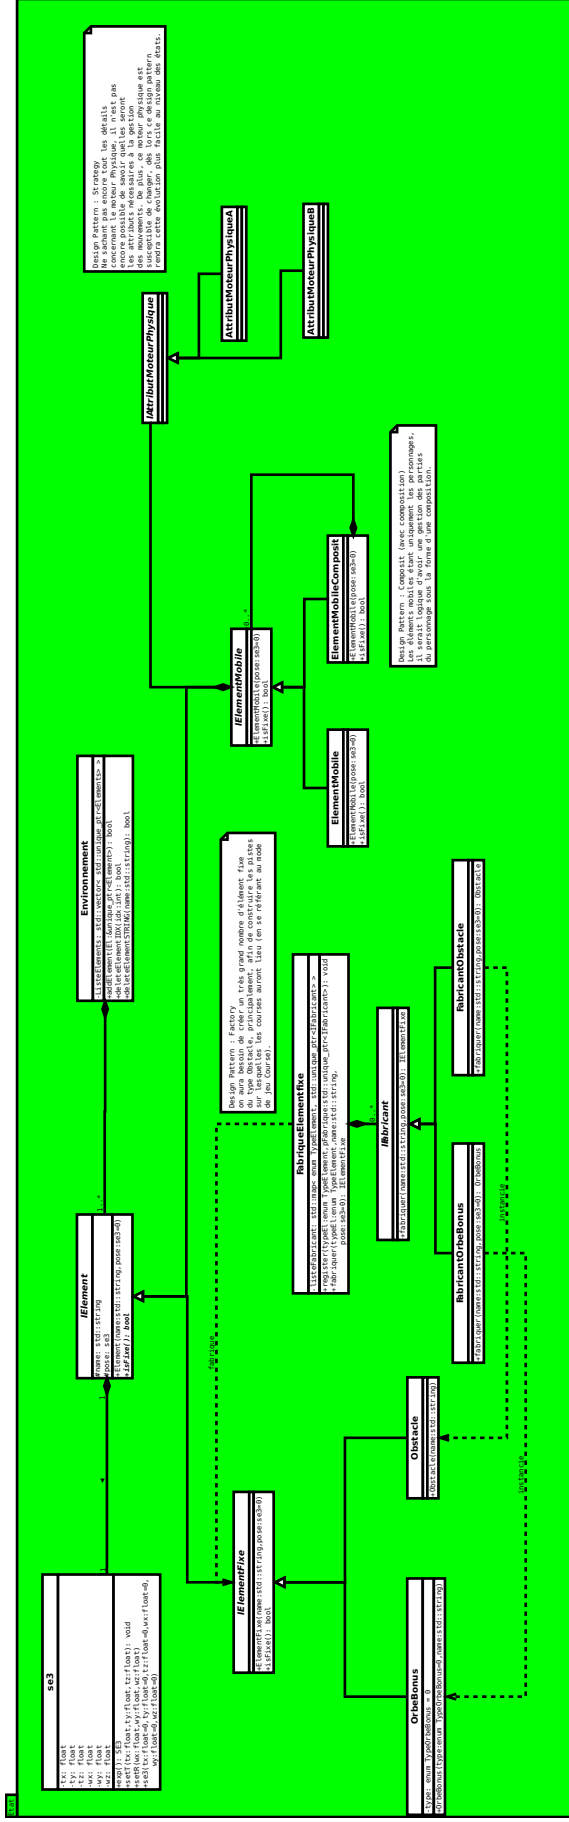 état
se3
-tx: float
-ty: float
-tz: float
-wx: float
-wy: float
-wz: float
+exp(): SE3
+setT(tx:float,ty:float,tz:float): void
+setR(wx:float,wy:float,wz:float)
+se3(tx:float=0,ty:float=0,tz:float=0,wx:float=0,
wy:float=0,wz:float=0)
1
1
IElement
#name: std::string
#pose: se3
+Element(name:std::string,pose:se3=0)
+isFixe(): bool
1..*
Environnement
-ListeElements: std::vector< std::unique_ptr<Elements> >
+addElement(El:&unique_ptr<Element>): bool
+deleteElementIDX(idx:int): bool
+deleteElementSTRING(name:std::string): bool
IAttributMoteurPhysique
Design Pattern : Strategy
Ne sachant pas encore tout les détails
concernant le moteur Physique, il n'est pas
encore possible de savoir quelles seront
les attributs nécessaires à la gestion
des mouvements. De plus, ce moteur physique est
susceptible de changer, dès lors ce design pattern
rendra cette évolution plus facile au niveau des états.
AttributMoteurPhysiqueA
AttributMoteurPhysiqueB
IElementFixe
+ElementFixe(name:std::string,pose:se3=0)
+isFixe(): bool
fabrique
Design Pattern : Factory
on aura besoin de créer un très grand nombre d'élément fixe
du type Obstacle, principalement, afin de construire les pistes
sur lesquelles les courses auront lieu (en se référant au mode
de jeu Course).
IElementMobile
+ElementMobile(pose:se3=0)
+isFixe(): bool
0..*
FabriqueElementfixe
-listeFabricant: std::map< enum TypeElement, std::unique_ptr<IFabricant> >
+register(typeEl:enum TypeElement,pFabrique:std::unique_ptr<IFabricant>): void
+fabriquer(typeEl:enum TypeElement,name:std::string,
pose:se3=0): IElementFixe
0..*
ElementMobile
+ElementMobile(pose:se3=0)
+isFixe(): bool
ElementMobileComposit
+ElementMobile(pose:se3=0)
+isFixe(): bool
Design Pattern : Composit (avec coomposition)
Les éléments mobiles étant uniquement les personnages,
il serait logique d'avoir une gestion des parties
du personnage sous la forme d'une composition.
IFabricant
+fabriquer(name:std::string,pose:se3=0): IElementFixe
OrbeBonus
-type: enum TypeOrbeBonus = 0
+OrbeBonus(type:enum TypeOrbeBonus=0,name:std::string)
Obstacle
+Obstacle(name:std::string)
FabricantOrbeBonus
+fabriquer(name:std::string,pose:se3=0): OrbeBonus
FabricantObstacle
+fabriquer(name:std::string,pose:se3=0): Obstacle
instancie
instancie